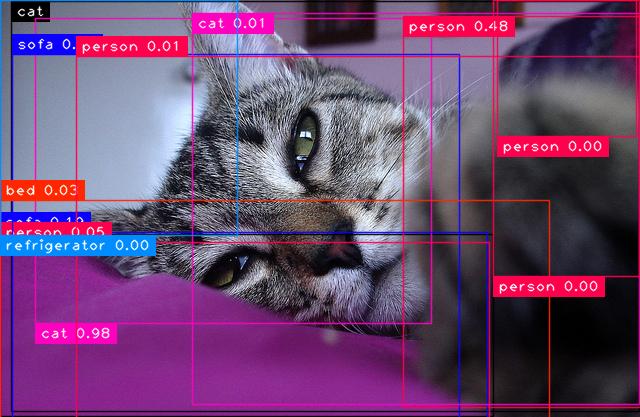 cat
cat 0.01
person 0.48
sofa 0.
person 0.01
person 0.00
bed 0.03
sofa 0.19
person 0.05
refrigerator 0.00
person 0.00
cat 0.98